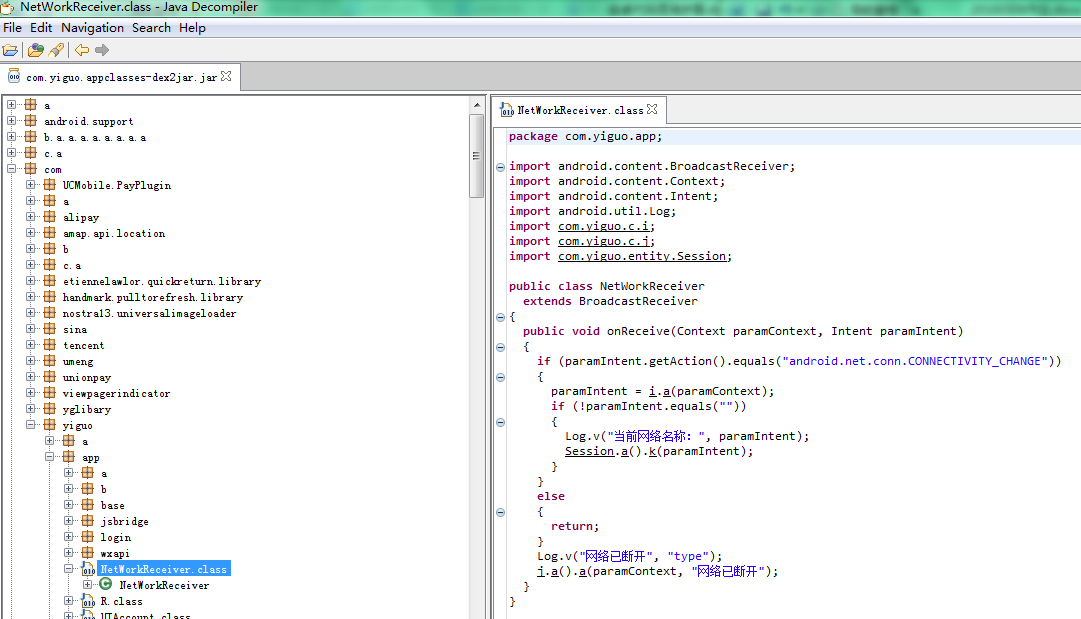 NetWorkReceiver.class - Java Decompiler
File Edit Navigation Search Help
com.yiguo.appclasses-dex2jar.jar
a
android.support
b.a.a.a.a.a.a.a
c.a
com
UCMobile.PayPlugin
a
alipay
amap.api.location
b
c.a
etiennelawlor.quickreturn.library
handmark.pulltorefresh.library
nostra13.universalimageloader
sina
tencent
umeng
unionpay
viewpagerindicator
yglibary
yiguo
a
app
a
b
base
jsbridge
login
wxapi
NetWorkReceiver.class
NetWorkReceiver
R.class
UTAccount.class
NetWorkReceiver.class
package com.yiguo.app;
import android.content.BroadcastReceiver;
import android.content.Context;
import android.content.Intent;
import android.util.Log;
import com.yiguo.c.i;
import com.yiguo.c.j;
import com.yiguo.entity.Session;
public class NetWorkReceiver
extends BroadcastReceiver
{
public void onReceive(Context paramContext, Intent paramIntent)
{
if (paramIntent.getAction().equals("android.net.conn.CONNECTIVITY_CHANGE"))
{
paramIntent = i.a(paramContext);
if (!paramIntent.equals(""))
{
Log.v("当前网络名称：", paramIntent);
Session.a().k(paramIntent);
}
}
else
{
return;
}
Log.v("网络已断开", "type");
j.a().a(paramContext, "网络已断开");
}
}